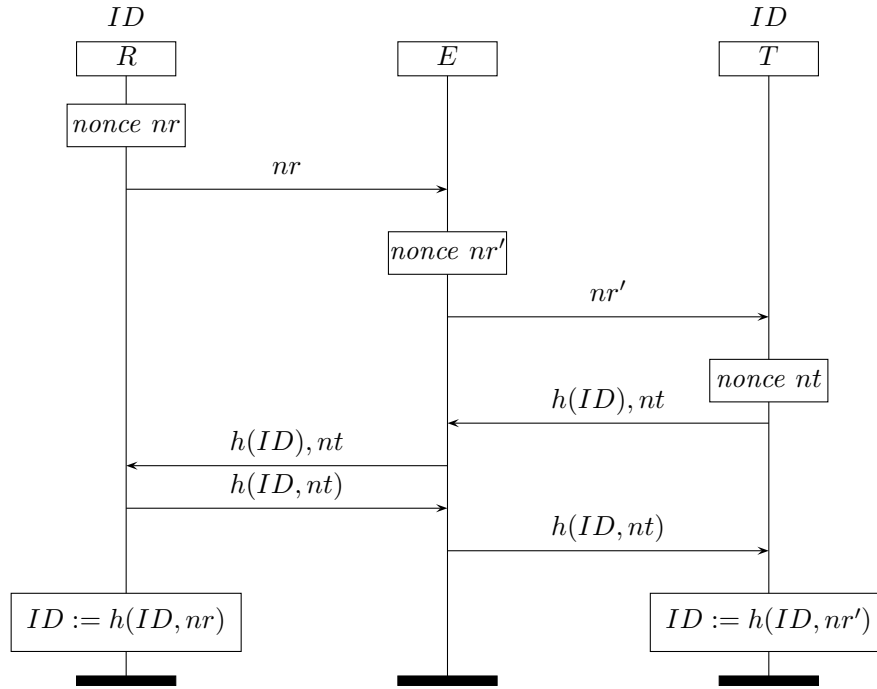 ID ID
R E T
nonce nr
nr
nonce nr′
nr′
nonce nt
h(ID), nt
h(ID), nt
h(ID, nt)
h(ID, nt)
ID := h(ID, nr) ID := h(ID, nr′)